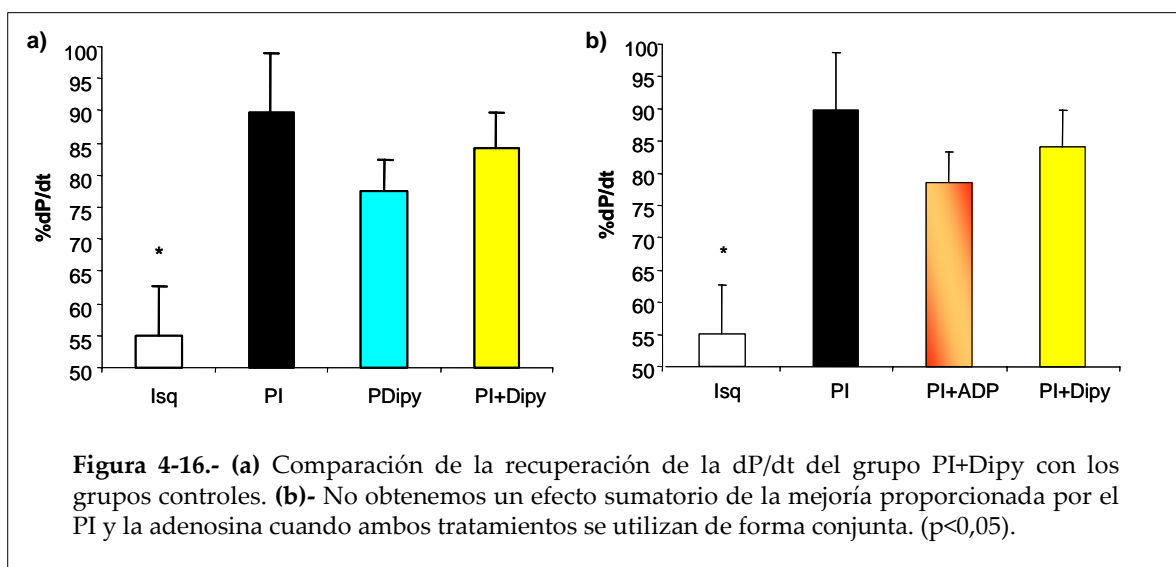 a)
100
95
90
85
80
75
70
65
60
55
50
%dP/dt
*
Isq PI PDipy PI+Dipy
b)
100
95
90
85
80
75
70
65
60
55
50
%dP/dt
*
Isq PI PI+ADP PI+Dipy
Figura 4-16.- (a) Comparación de la recuperación de la dP/dt del grupo PI+Dipy con los
grupos controles. (b)- No obtenemos un efecto sumatorio de la mejoría proporcionada por el
PI y la adenosina cuando ambos tratamientos se utilizan de forma conjunta. (p<0,05).